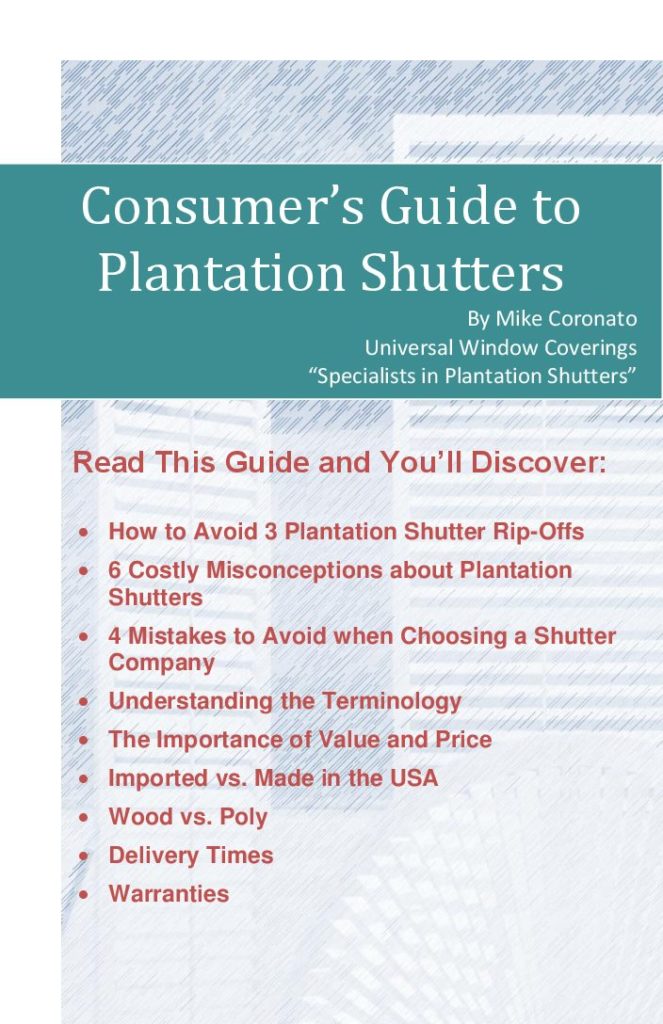 Consumer’s Guide to
Plantation Shutters
By Mike Coronato
Universal Window Coverings
“Specialists in Plantation Shutters”
Read This Guide and You’ll Discover:
• How to Avoid 3 Plantation Shutter Rip-Offs
• 6 Costly Misconceptions about Plantation
Shutters
• 4 Mistakes to Avoid when Choosing a Shutter
Company
• Understanding the Terminology
• The Importance of Value and Price
• Imported vs. Made in the USA
• Wood vs. Poly
• Delivery Times
• Warranties